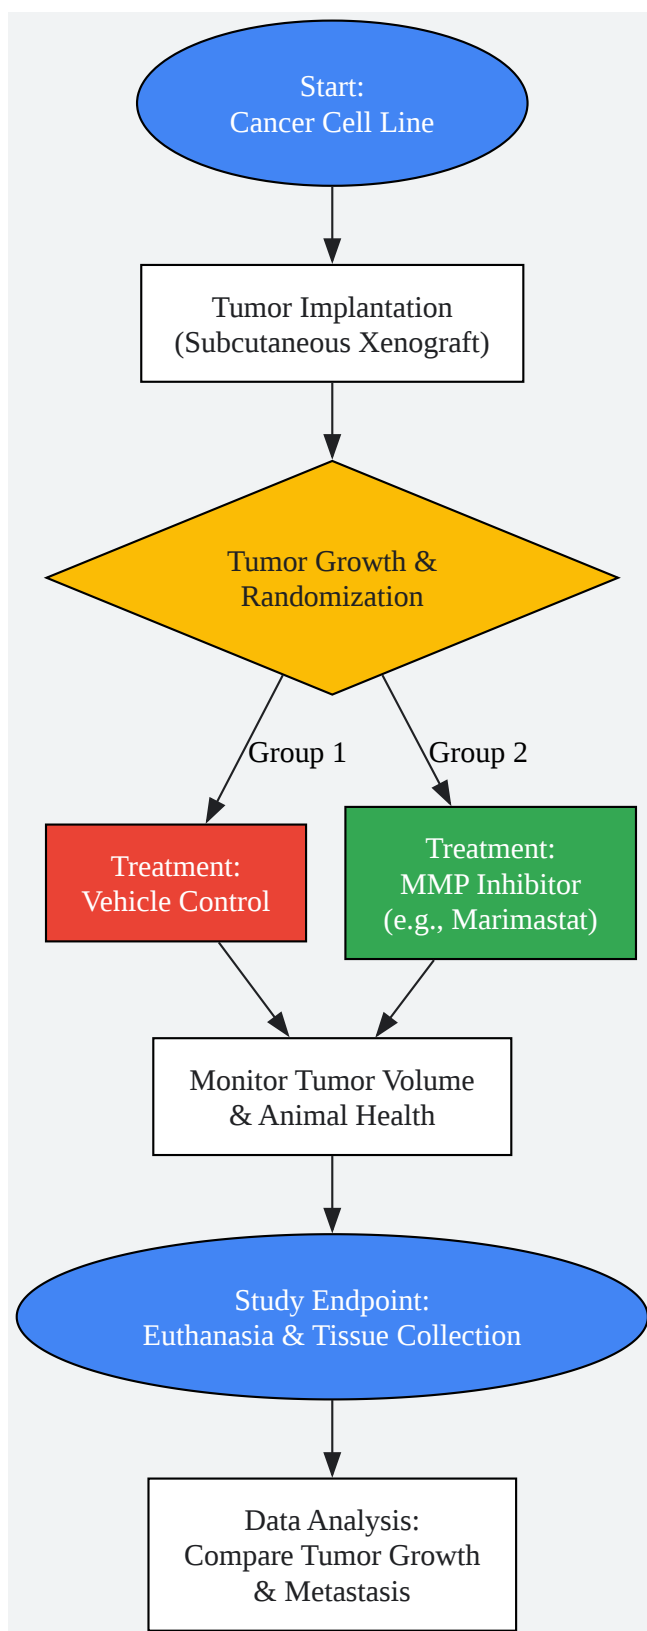 Start:
Cancer Cell Line
Tumor Implantation
(Subcutaneous Xenograft)
Tumor Growth &
Randomization
Group 1
Group 2
Treatment:
Vehicle Control
Treatment:
MMP Inhibitor
(e.g., Marimastat)
Monitor Tumor Volume
& Animal Health
Study Endpoint:
Euthanasia & Tissue Collection
Data Analysis:
Compare Tumor Growth
& Metastasis